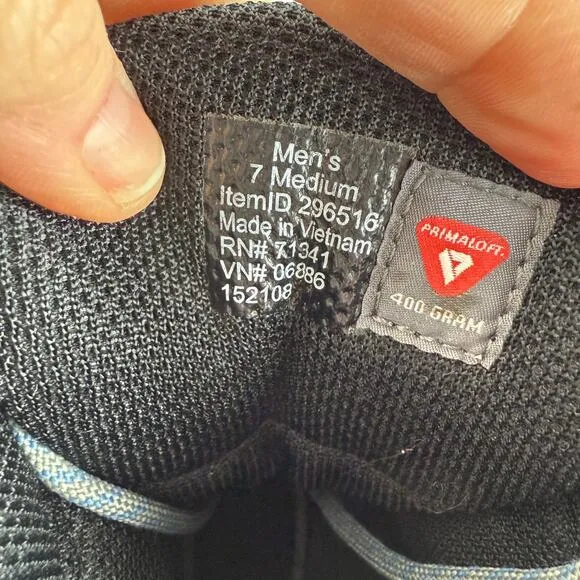 Men's
7 Medium
ItemID 296516
Made in Vietnam
RN# 71341
VN# 06886
152108
PRIMALOFT.
400 GRAM